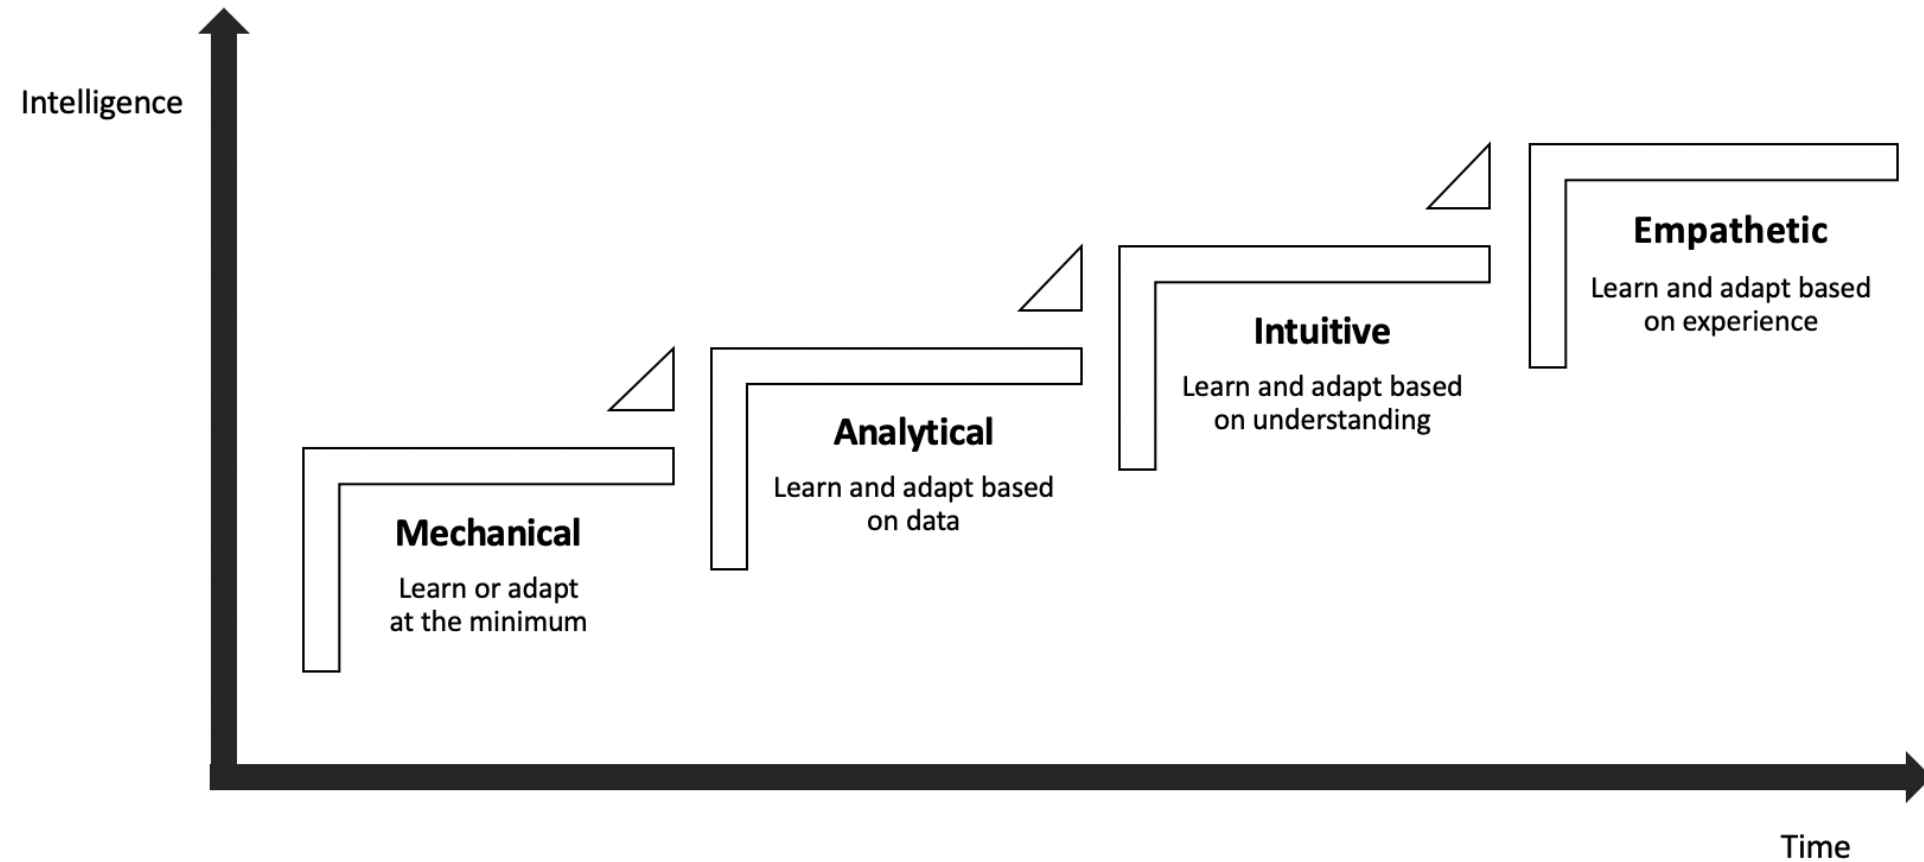 Intelligence
Mechanical
Learn or adapt
at the minimum
Analytical
Learn and adapt based
on data
Intuitive
Learn and adapt based
on understanding
Empathetic
Learn and adapt based
on experience
Time